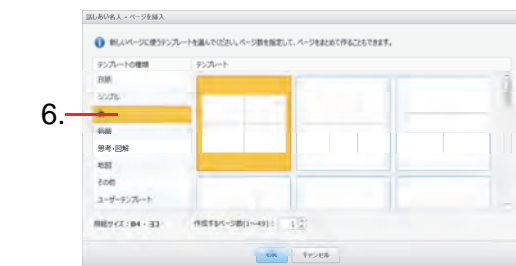 話しあい名人 - ページを挿入
新しいページに使うテンプレートを選んでください。ページ数を指定して、ページをまとめて作ることもできます。
テンプレートの種類
テンプレート
白紙
シンプル
6.
表
思考・図解
地図
その他
ユーザーテンプレート
用紙サイズ：B4 - ヨコ
作成するページ数(1～49)：
1
OK
キャンセル